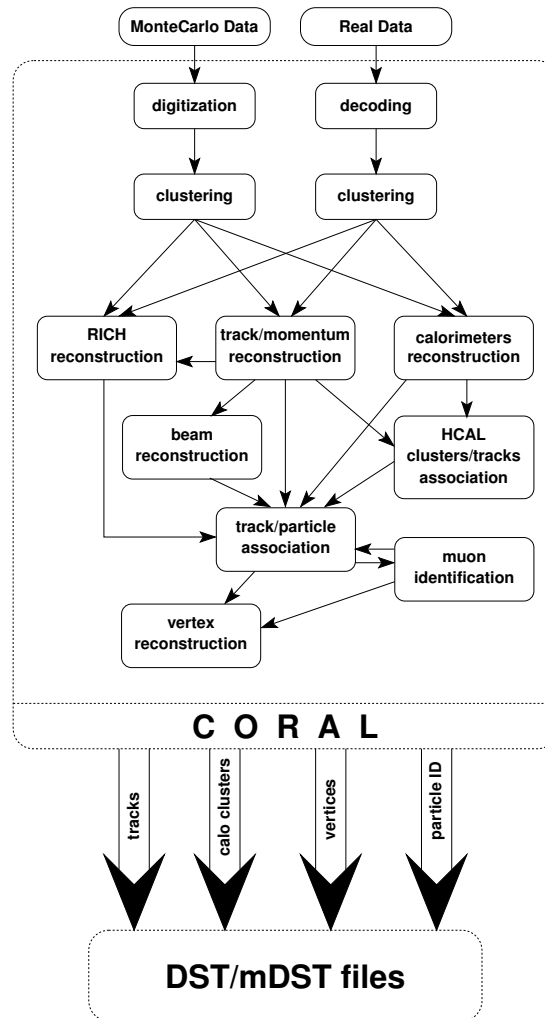 MonteCarlo Data
Real Data
digitization
decoding
clustering
clustering
RICH
reconstruction
track/momentum
reconstruction
calorimeters
reconstruction
beam
reconstruction
HCAL
clusters/tracks
association
track/particle
association
muon
identification
vertex
reconstruction
C O R A L
tracks
calo clusters
vertices
particle ID
DST/mDST files